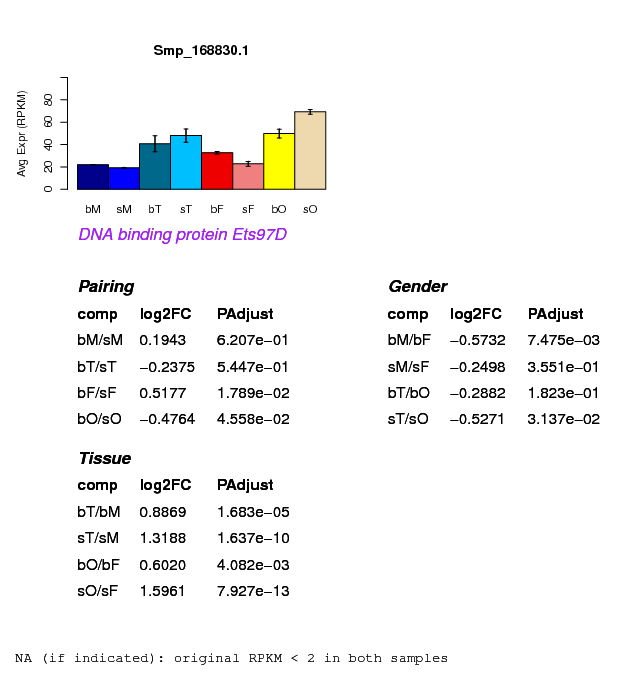 Smp_168830.1
Avg Expr (RPKM)
0 20 40 60 80
bM sM bT sT bF sF bO sO
DNA binding protein Ets97D
Pairing
comp log2FC PAdjust
bM/sM 0.1943 6.207e−01
bT/sT −0.2375 5.447e−01
bF/sF 0.5177 1.789e−02
bO/sO −0.4764 4.558e−02
Gender
comp log2FC PAdjust
bM/bF −0.5732 7.475e−03
sM/sF −0.2498 3.551e−01
bT/bO −0.2882 1.823e−01
sT/sO −0.5271 3.137e−02
Tissue
comp log2FC PAdjust
bT/bM 0.8869 1.683e−05
sT/sM 1.3188 1.637e−10
bO/bF 0.6020 4.082e−03
sO/sF 1.5961 7.927e−13
NA (if indicated): original RPKM < 2 in both samples